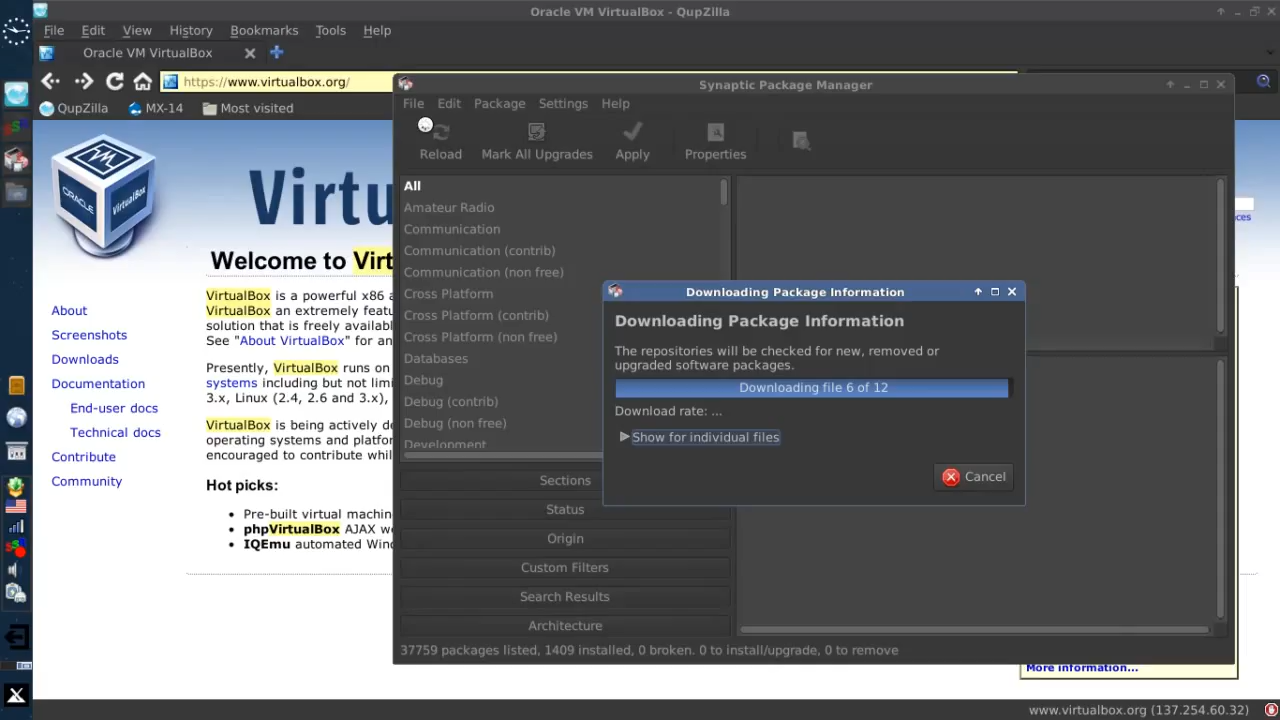 Oracle VM VirtualBox - QupZilla
File Edit View History Bookmarks Tools Help
Oracle VM VirtualBox
https://www.virtualbox.org/
QupZilla MX-14 Most visited
ORACLE
VirtualBox
Virtu
Welcome to Virt
About
Screenshots
Downloads
Documentation
End-user docs
Technical docs
Contribute
Community
VirtualBox is a powerful x86 a
VirtualBox an extremely featu
solution that is freely availab
See "About VirtualBox" for an
Presently, VirtualBox runs on
systems including but not limi
3.x, Linux (2.4, 2.6 and 3.x),
VirtualBox is being actively de
operating systems and platfor
encouraged to contribute while
Hot picks:
Pre-built virtual machin
phpVirtualBox AJAX we
IQEmu automated Wind
Synaptic Package Manager
File Edit Package Settings Help
Reload Mark All Upgrades Apply Properties
All
Amateur Radio
Communication
Communication (contrib)
Communication (non free)
Cross Platform
Cross Platform (contrib)
Cross Platform (non free)
Databases
Debug
Debug (contrib)
Debug (non free)
Development
Sections
Status
Origin
Custom Filters
Search Results
Architecture
37759 packages listed, 1409 installed, 0 broken. 0 to install/upgrade, 0 to remove
Downloading Package Information
Downloading Package Information
The repositories will be checked for new, removed or
upgraded software packages.
Downloading file 6 of 12
Download rate: ...
Show for individual files
Cancel
ces
More information...
www.virtualbox.org (137.254.60.32)